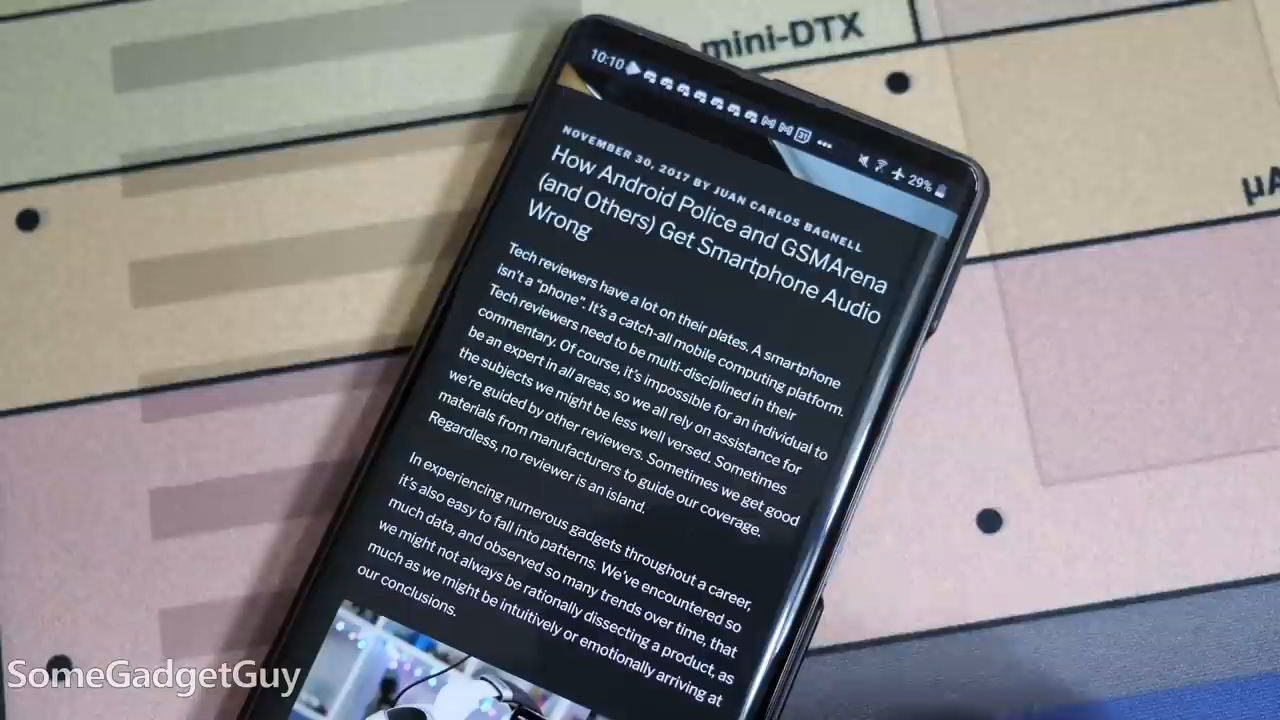 mini-DTX
μA
10:10
31
29%
NOVEMBER 30, 2017 BY JUAN CARLOS BAGNELL
How Android Police and GSMArena
(and Others) Get Smartphone Audio
Wrong
Tech reviewers have a lot on their plates. A smartphone
isn't a “phone”. It's a catch-all mobile computing platform.
Tech reviewers need to be multi-disciplined in their
commentary. Of course, it's impossible for an individual to
be an expert in all areas, so we all rely on assistance for
the subjects we might be less well versed. Sometimes
we're guided by other reviewers. Sometimes we get good
materials from manufacturers to guide our coverage.
Regardless, no reviewer is an island.
In experiencing numerous gadgets throughout a career,
it's also easy to fall into patterns. We've encountered so
much data, and observed so many trends over time, that
we might not always be rationally dissecting a product, as
much as we might be intuitively or emotionally arriving at
our conclusions.
SomeGadgetGuy